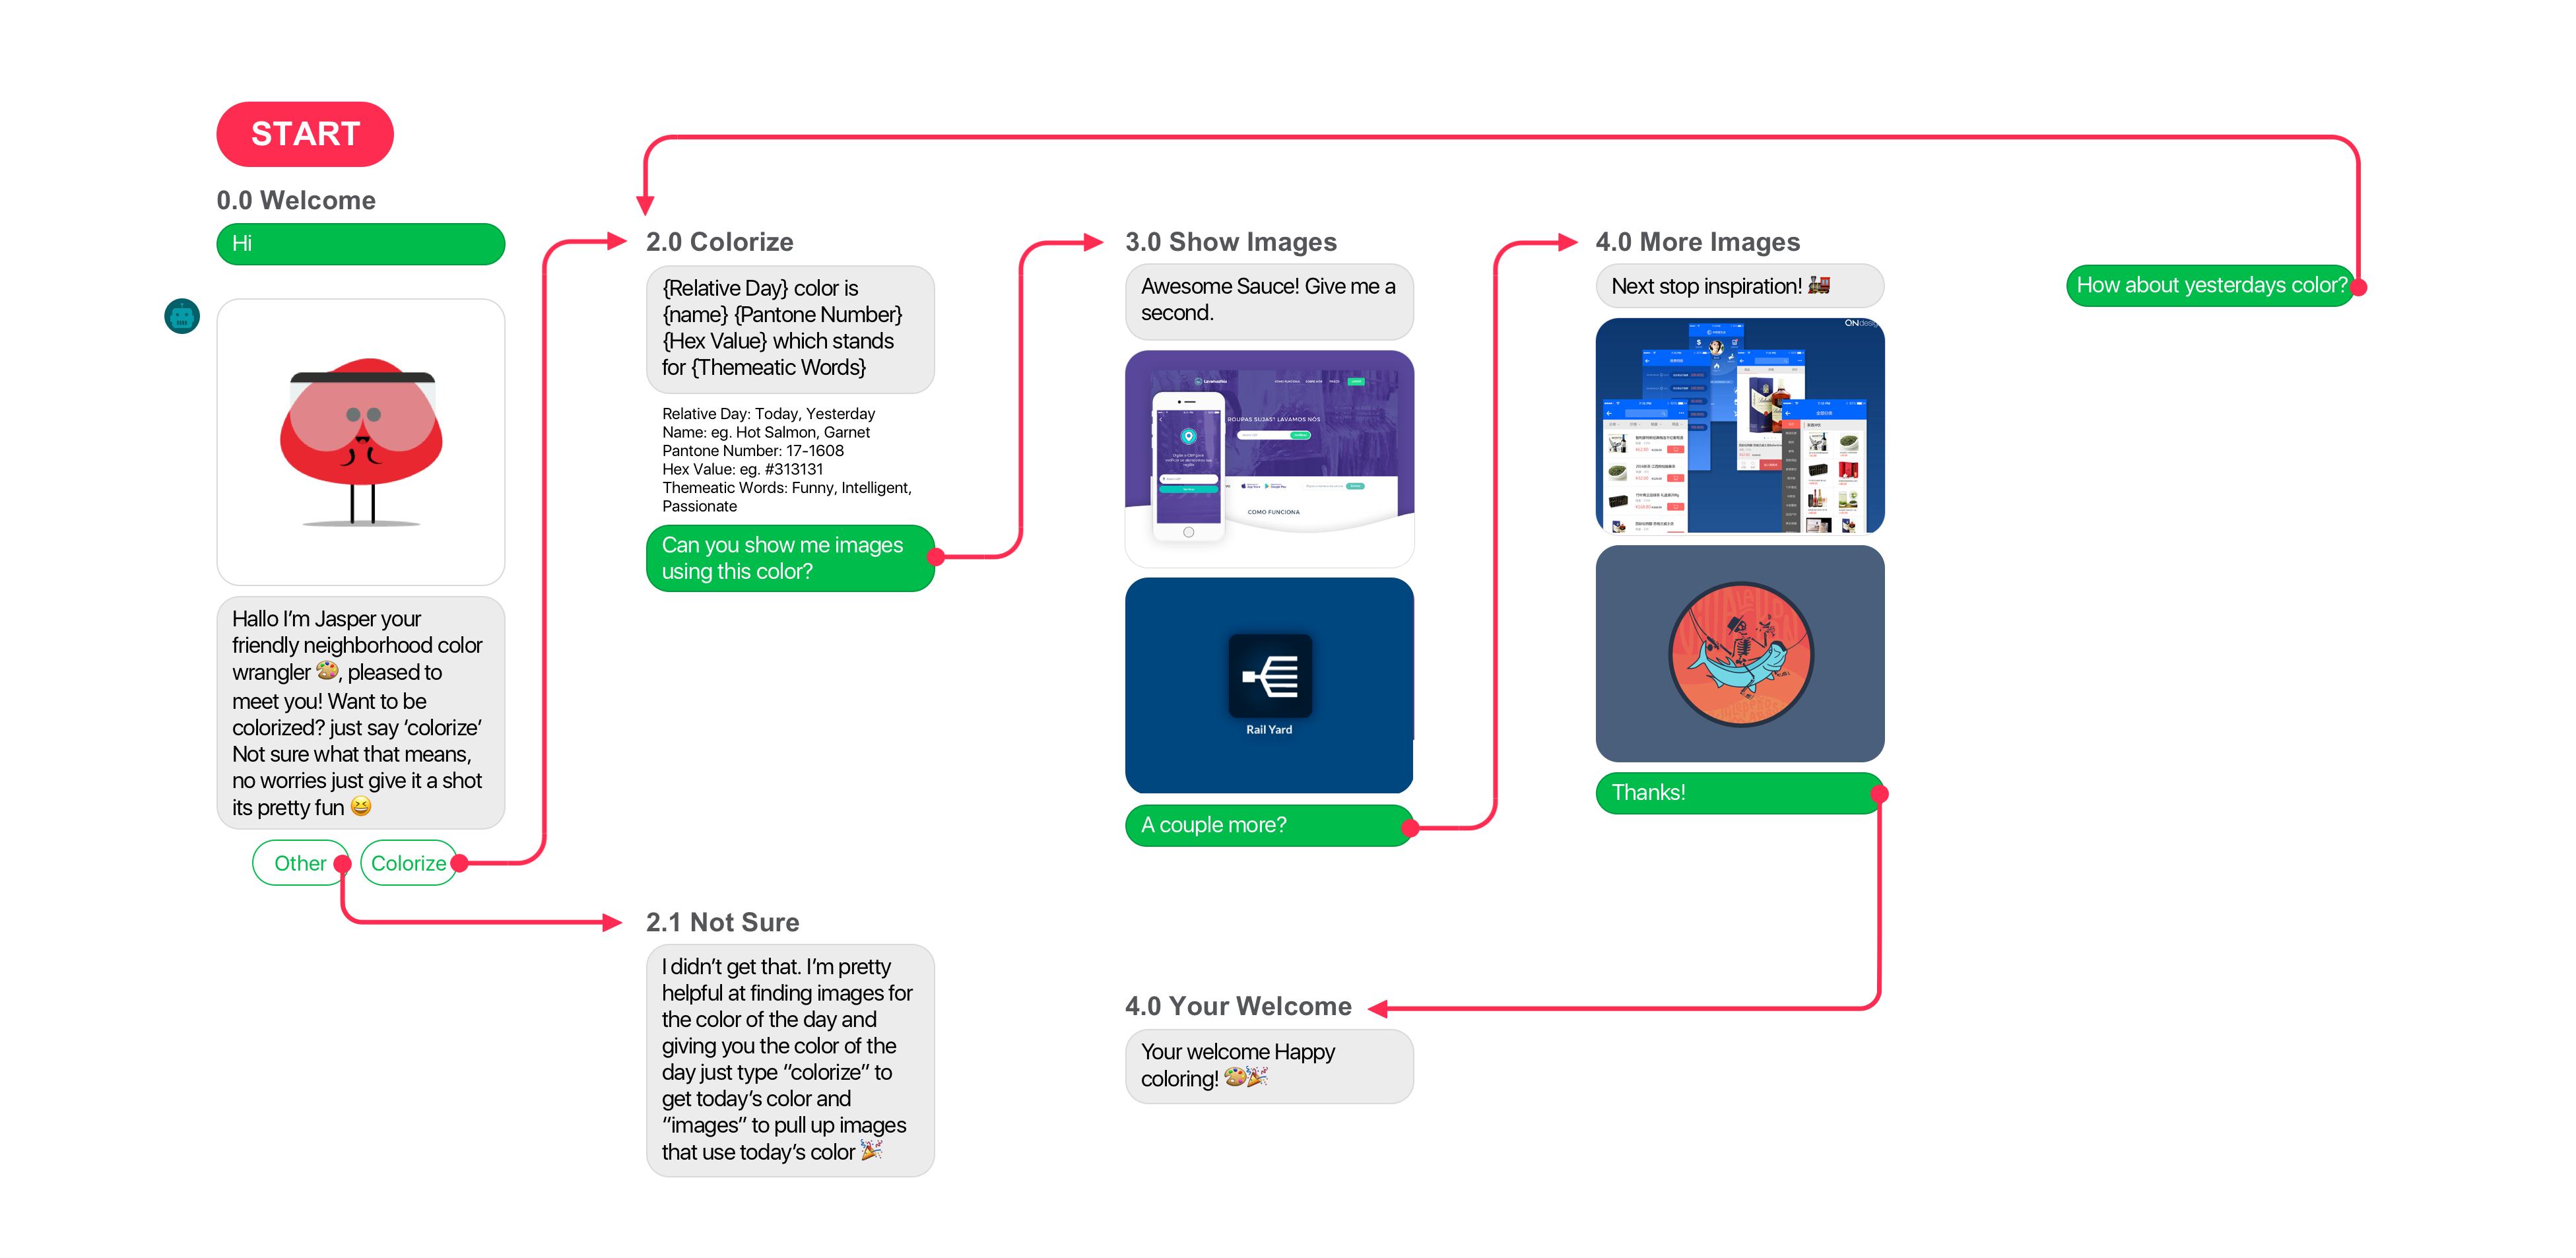 START
0.0 Welcome
Hi
Hallo I’m Jasper your
friendly neighborhood color
wrangler 🎨, pleased to
meet you! Want to be
colorized? just say ‘colorize’
Not sure what that means,
no worries just give it a shot
its pretty fun 😆
Other
Colorize
2.0 Colorize
{Relative Day} color is
{name} {Pantone Number}
{Hex Value} which stands
for {Themeatic Words}
Relative Day: Today, Yesterday
Name: eg. Hot Salmon, Garnet
Pantone Number: 17-1608
Hex Value: eg. #313131
Themeatic Words: Funny, Intelligent,
Passionate
Can you show me images
using this color?
2.1 Not Sure
I didn’t get that. I’m pretty
helpful at finding images for
the color of the day and
giving you the color of the
day just type “colorize” to
get today’s color and
“images” to pull up images
that use today’s color 🎉
3.0 Show Images
Awesome Sauce! Give me a
second.
COMO FUNCIONA
ROUPAS SUJAS* LAVAMOS NÓS
COMO FUNCIONA
Rail Yard
A couple more?
4.0 Your Welcome
Your welcome Happy
coloring! 🎨🎉
4.0 More Images
Next stop inspiration! 🚂
ONdesign
Thanks!
How about yesterdays color?